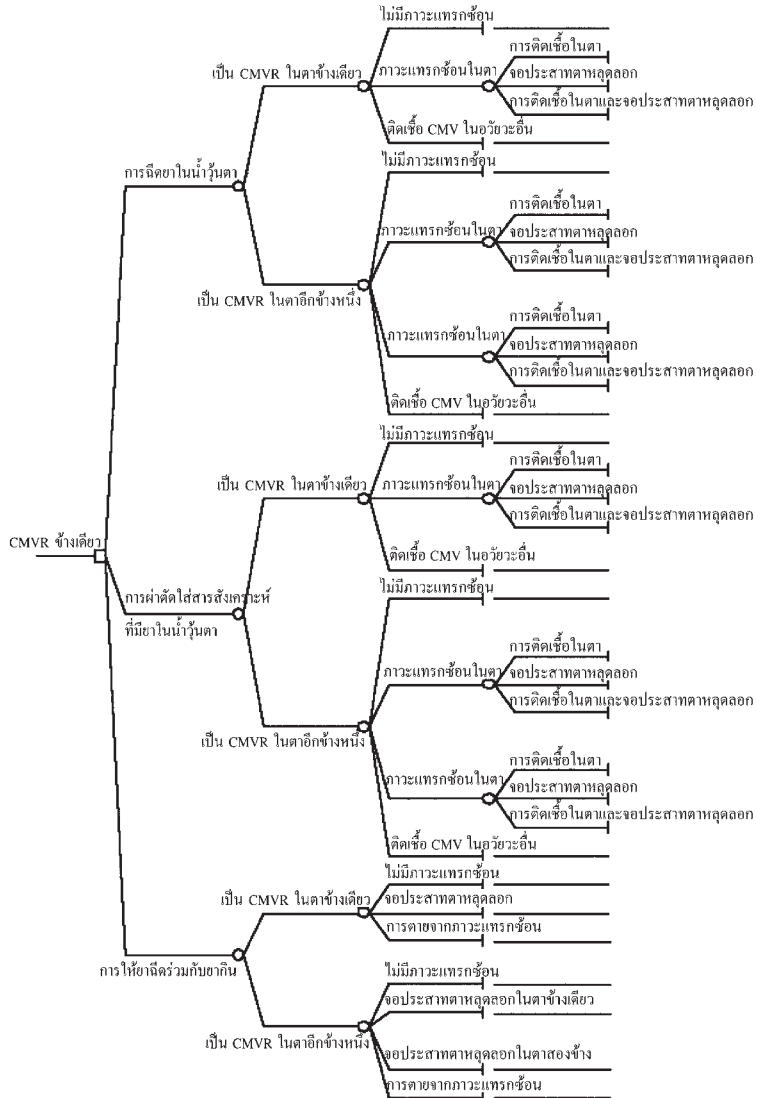 ไม่มีภาวะแทรกซ้อน
การติดเชื้อในตา
เป็น CMVR ในตาข้างเดียว
ภาวะแทรกซ้อนในตา
จอประสาทตาหลุดลอก
การติดเชื้อในตาและจอประสาทตาหลุดลอก
ติดเชื้อ CMV ในอวัยวะอื่น
ไม่มีภาวะแทรกซ้อน
การฉีดยาในน้ำวุ้นตา
การติดเชื้อในตา
ภาวะแทรกซ้อนในตา
จอประสาทตาหลุดลอก
การติดเชื้อในตาและจอประสาทตาหลุดลอก
เป็น CMVR ในตาอีกข้างหนึ่ง
การติดเชื้อในตา
ภาวะแทรกซ้อนในตา
จอประสาทตาหลุดลอก
การติดเชื้อในตาและจอประสาทตาหลุดลอก
ติดเชื้อ CMV ในอวัยวะอื่น
ไม่มีภาวะแทรกซ้อน
การติดเชื้อในตา
เป็น CMVR ในตาข้างเดียว
ภาวะแทรกซ้อนในตา
จอประสาทตาหลุดลอก
การติดเชื้อในตาและจอประสาทตาหลุดลอก
CMVR ข้างเดียว
ติดเชื้อ CMV ในอวัยวะอื่น
ไม่มีภาวะแทรกซ้อน
การผ่าตัดใส่สารสังเคราะห์
ที่มียาในน้ำวุ้นตา
การติดเชื้อในตา
ภาวะแทรกซ้อนในตา
จอประสาทตาหลุดลอก
การติดเชื้อในตาและจอประสาทตาหลุดลอก
เป็น CMVR ในตาอีกข้างหนึ่ง
การติดเชื้อในตา
ภาวะแทรกซ้อนในตา
จอประสาทตาหลุดลอก
การติดเชื้อในตาและจอประสาทตาหลุดลอก
ติดเชื้อ CMV ในอวัยวะอื่น
ไม่มีภาวะแทรกซ้อน
เป็น CMVR ในตาข้างเดียว
จอประสาทตาหลุดลอก
การตายจากภาวะแทรกซ้อน
การให้ยาฉีดร่วมกับยากิน
ไม่มีภาวะแทรกซ้อน
จอประสาทตาหลุดลอกในตาข้างเดียว
เป็น CMVR ในตาอีกข้างหนึ่ง
จอประสาทตาหลุดลอกในตาสองข้าง
การตายจากภาวะแทรกซ้อน